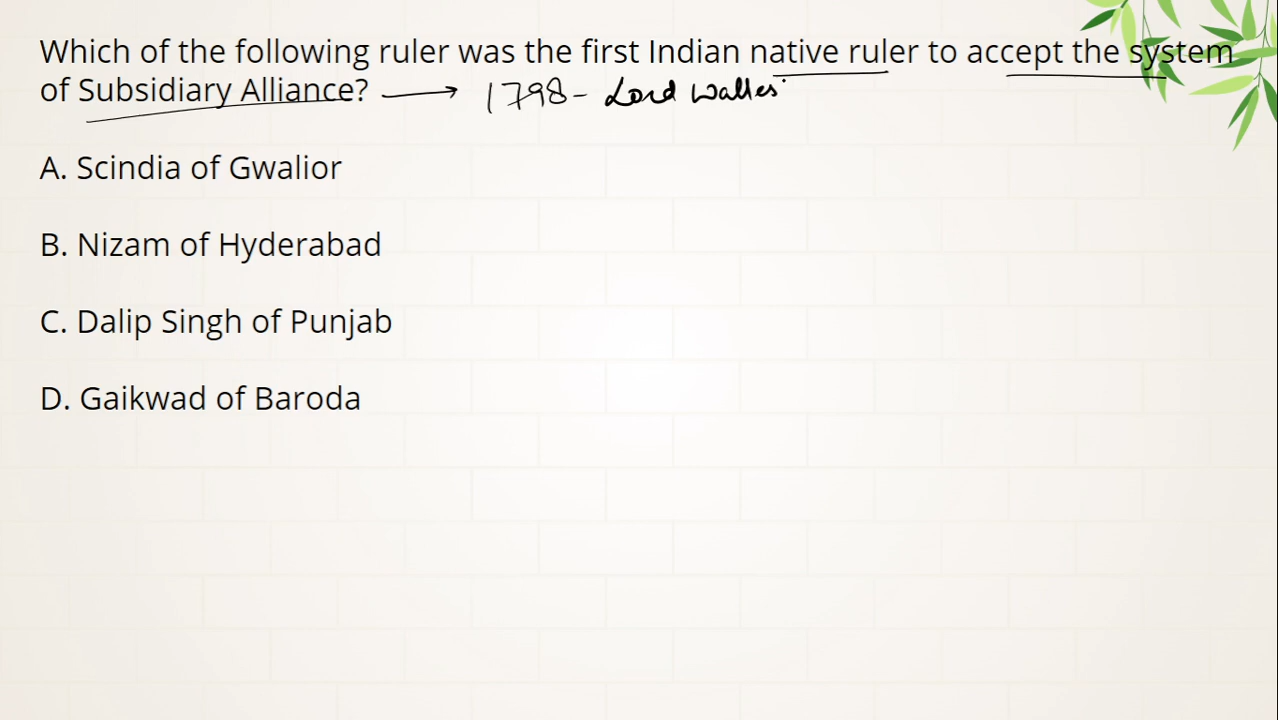 Which of the following ruler was the first Indian native ruler to accept the system
of Subsidiary Alliance? → 1798- Lord Walles
A. Scindia of Gwalior
B. Nizam of Hyderabad
C. Dalip Singh of Punjab
D. Gaikwad of Baroda